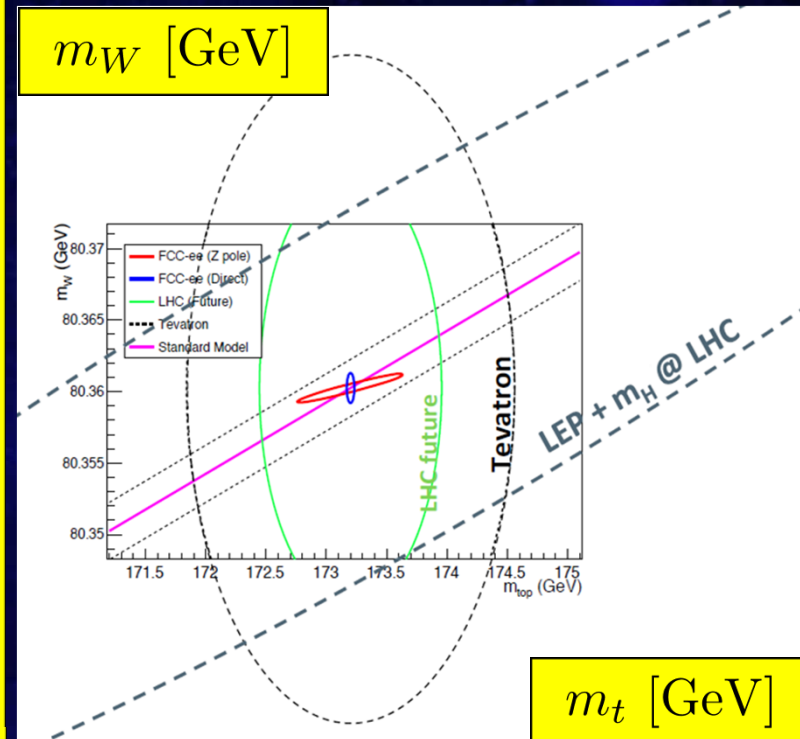 m_W [GeV]
m_W (GeV)
80.37
80.365
80.36
80.355
80.35
FCC-ee (Z pole)
FCC-ee (Direct)
LHC (Future)
Tevatron
Standard Model
LHC future
Tevatron
LEP + m_H @ LHC
171.5 172 172.5 173 173.5 174 174.5 175
m_top (GeV)
m_t [GeV]